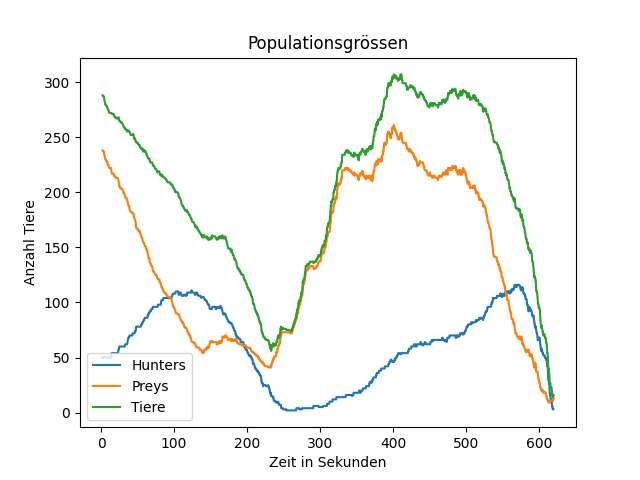 Populationsgrössen
Anzahl Tiere
300
250
200
150
100
50
0
Hunters
Preys
Tiere
0 100 200 300 400 500 600
Zeit in Sekunden